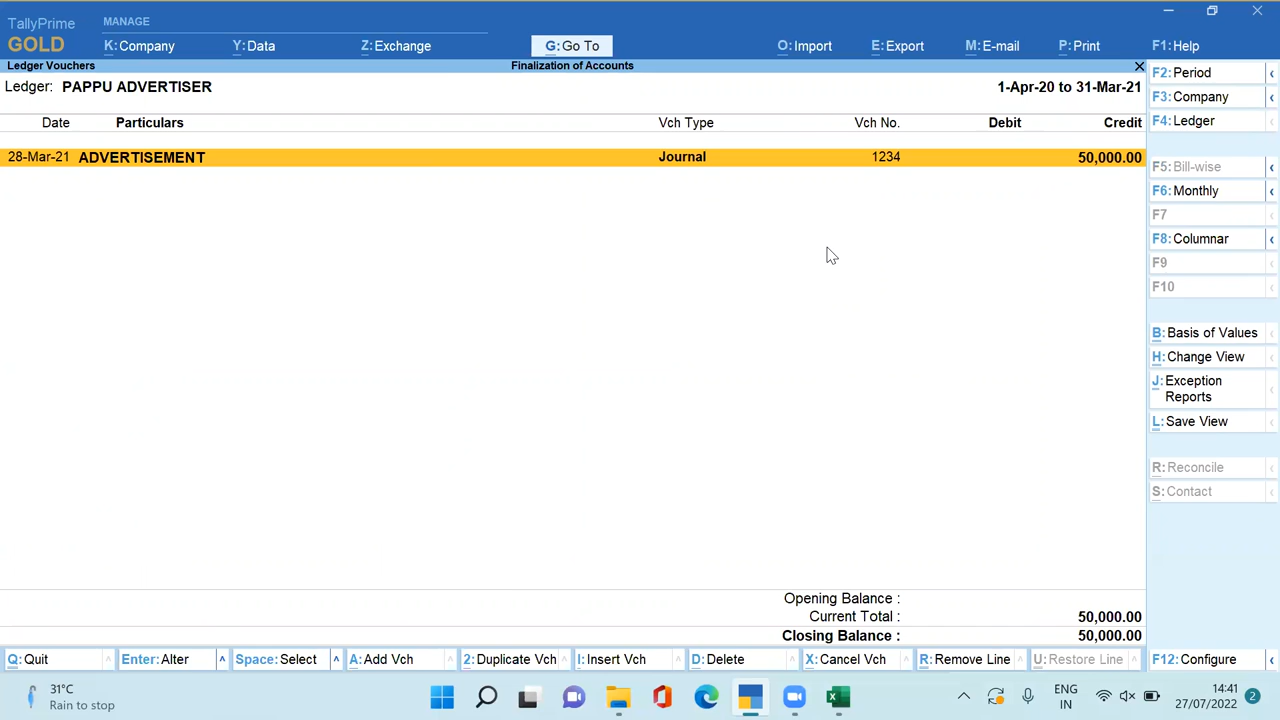 TallyPrime
GOLD
MANAGE
K:Company
Y:Data
Z:Exchange
G:Go To
O:Import
E:Export
M:E-mail
P:Print
F1:Help
Ledger Vouchers
Finalization of Accounts
Ledger: PAPPU ADVERTISER
1-Apr-20 to 31-Mar-21
Date Particulars Vch Type Vch No. Debit Credit
28-Mar-21 ADVERTISEMENT Journal 1234 50,000.00
Opening Balance :
Current Total : 50,000.00
Closing Balance : 50,000.00
F2:Period
F3:Company
F4:Ledger
F5:Bill-wise
F6:Monthly
F7
F8:Columnar
F9
F10
B:Basis of Values
H:Change View
J:Exception
Reports
L:Save View
R:Reconcile
S:Contact
Q:Quit
Enter:Alter
Space:Select
A:Add Vch
2:Duplicate Vch
I:Insert Vch
D:Delete
X:Cancel Vch
R:Remove Line
U:Restore Line
F12:Configure
31°C
Rain to stop
ENG
IN
14:41
27/07/2022
2